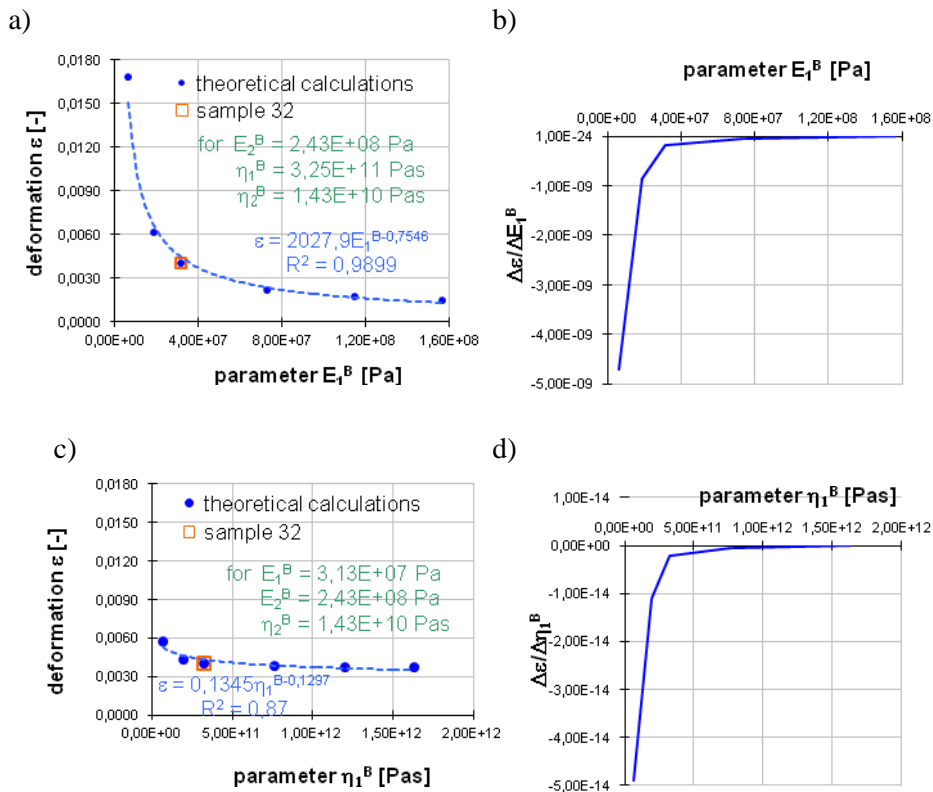 a)
0,0180
0,0150
0,0120
0,0090
0,0060
0,0030
0,0000
deformation ε [-]
theoretical calculations
sample 32
for E₂ᴮ = 2,43E+08 Pa
η₁ᴮ = 3,25E+11 Pas
η₂ᴮ = 1,43E+10 Pas
ε = 2027,9E₁ᴮ⁻⁰,⁷⁵⁴⁶
R² = 0,9899
0,00E+00 4,00E+07 8,00E+07 1,20E+08 1,60E+08
parameter E₁ᴮ [Pa]
b)
parameter E₁ᴮ [Pa]
0,00E+00 4,00E+07 8,00E+07 1,20E+08 1,60E+08
1,00E-24
-1,00E-09
-2,00E-09
-3,00E-09
-4,00E-09
-5,00E-09
Δε/ΔE₁ᴮ
c)
0,0180
0,0150
0,0120
0,0090
0,0060
0,0030
0,0000
deformation ε [-]
theoretical calculations
sample 32
for E₁ᴮ = 3,13E+07 Pa
E₂ᴮ = 2,43E+08 Pa
η₂ᴮ = 1,43E+10 Pas
ε = 0,1345η₁ᴮ⁻⁰,¹²⁹⁷
R² = 0,87
0,00E+00 5,00E+11 1,00E+12 1,50E+12 2,00E+12
parameter η₁ᴮ [Pas]
d)
parameter η₁ᴮ [Pas]
1,00E-14
0,00E+00 5,00E+11 1,00E+12 1,50E+12 2,00E+12
0,00E+00
-1,00E-14
-2,00E-14
-3,00E-14
-4,00E-14
-5,00E-14
Δε/Δη₁ᴮ